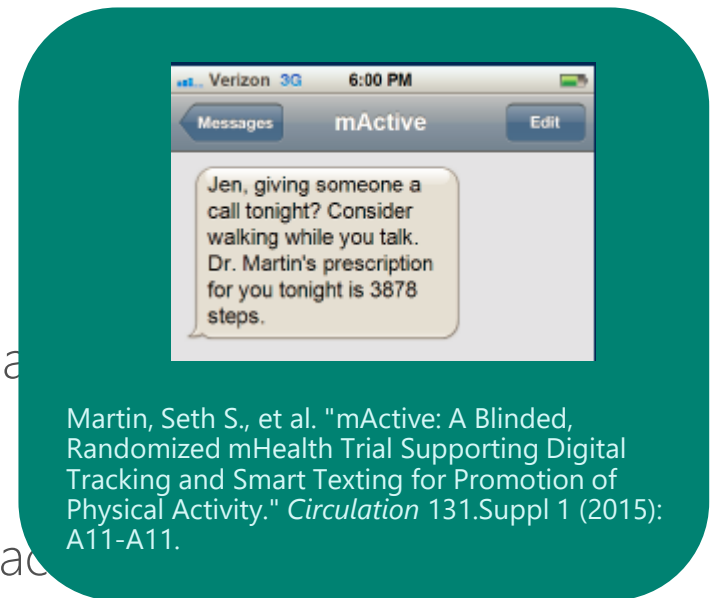 Verizon 3G 6:00 PM
Messages mActive Edit
Jen, giving someone a
call tonight? Consider
walking while you talk.
Dr. Martin's prescription
for you tonight is 3878
steps.
Martin, Seth S., et al. "mActive: A Blinded,
Randomized mHealth Trial Supporting Digital
Tracking and Smart Texting for Promotion of
Physical Activity." Circulation 131.Suppl 1 (2015):
A11-A11.